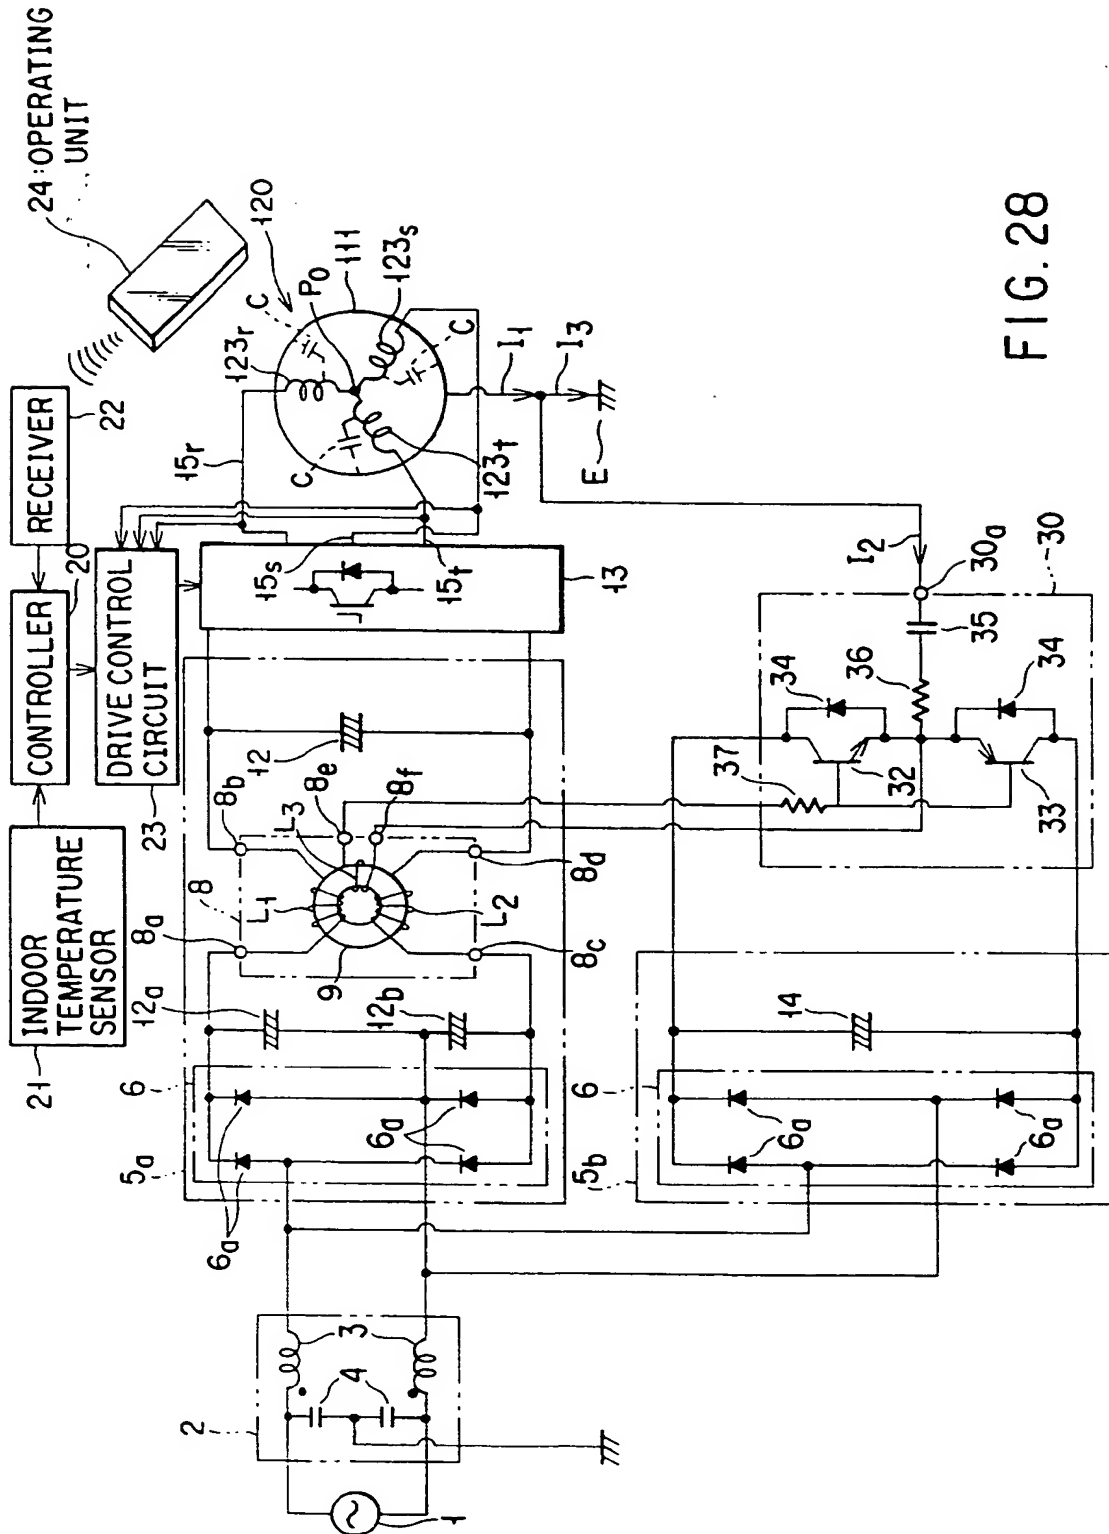 24:OPERATING
UNIT
RECEIVER
22
CONTROLLER
20
DRIVE CONTROL
CIRCUIT
23
INDOOR
TEMPERATURE
SENSOR
21
120
111
123s
P0
C
123r
C
C
123t
15r
15s
15t
13
I1
I3
E
I2
30a
30
35
36
34
34
37
32
33
12
8b
8e
8f
8d
L3
8
L1
L2
8a
8c
9
12a
12b
14
6
6a
6a
5a
6
6a
6a
5b
3
4
2
1
FIG. 28